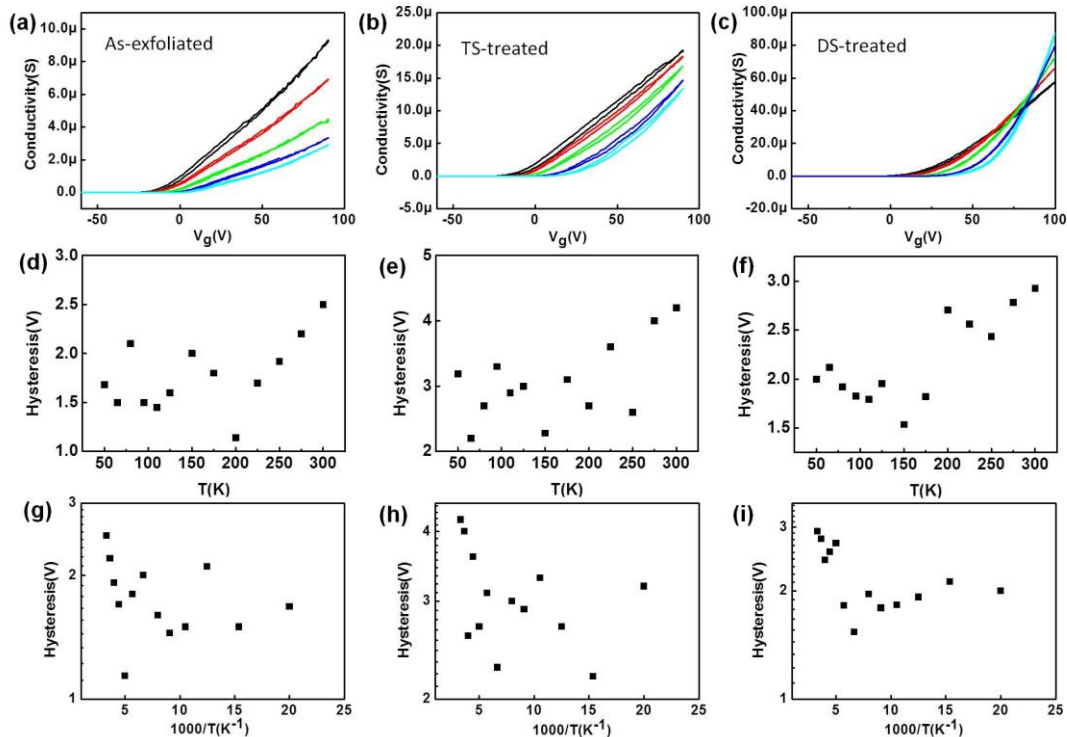 (a)
As-exfoliated
10.0μ
8.0μ
6.0μ
4.0μ
2.0μ
0.0
Conductivity(S)
-50
0
50
100
Vg(V)
(b)
TS-treated
25.0μ
20.0μ
15.0μ
10.0μ
5.0μ
0.0
-5.0μ
Conductivity(S)
-50
0
50
100
Vg(V)
(c)
DS-treated
100.0μ
80.0μ
60.0μ
40.0μ
20.0μ
0.0
-20.0μ
Conductivity(S)
-50
0
50
100
Vg(V)
(d)
3.0
2.5
2.0
1.5
1.0
Hysteresis(V)
50 100 150 200 250 300
T(K)
(e)
5
4
3
2
Hysteresis(V)
50 100 150 200 250 300
T(K)
(f)
3.0
2.5
2.0
1.5
Hysteresis(V)
50 100 150 200 250 300
T(K)
(g)
3
2
1
Hysteresis(V)
5 10 15 20 25
1000/T(K-1)
(h)
4
3
2
Hysteresis(V)
5 10 15 20 25
1000/T(K-1)
(i)
3
2
1
Hysteresis(V)
5 10 15 20 25
1000/T(K-1)